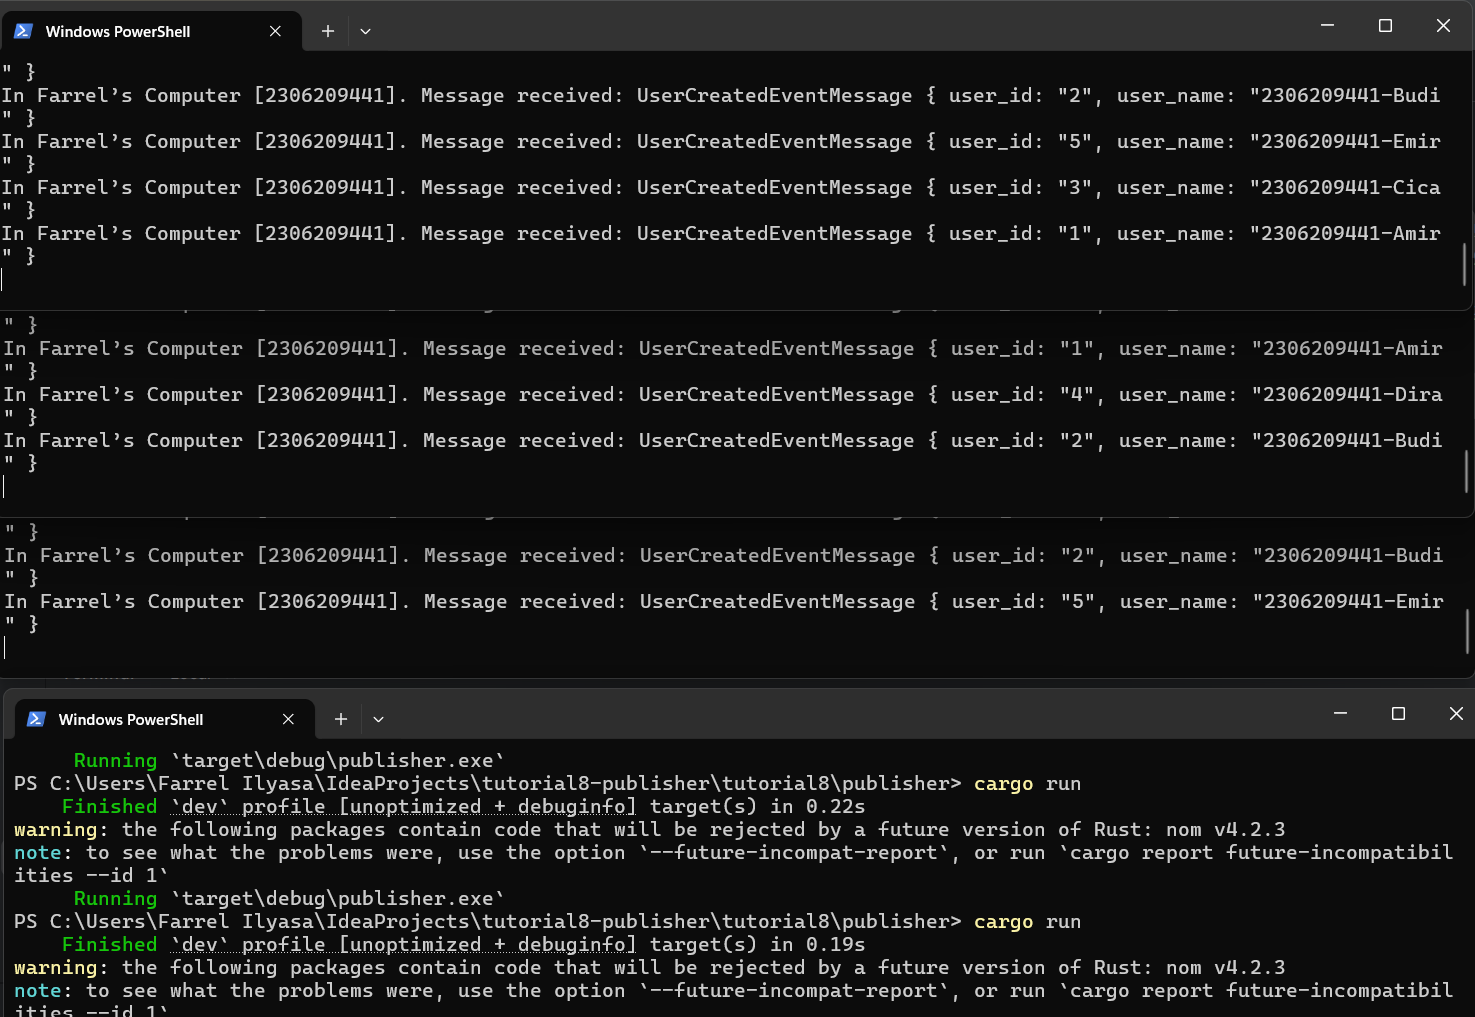 Windows PowerShell
" }
In Farrel’s Computer [2306209441]. Message received: UserCreatedEventMessage { user_id: "2", user_name: "2306209441-Budi
" }
In Farrel’s Computer [2306209441]. Message received: UserCreatedEventMessage { user_id: "5", user_name: "2306209441-Emir
" }
In Farrel’s Computer [2306209441]. Message received: UserCreatedEventMessage { user_id: "3", user_name: "2306209441-Cica
" }
In Farrel’s Computer [2306209441]. Message received: UserCreatedEventMessage { user_id: "1", user_name: "2306209441-Amir
" }
" }
In Farrel’s Computer [2306209441]. Message received: UserCreatedEventMessage { user_id: "1", user_name: "2306209441-Amir
" }
In Farrel’s Computer [2306209441]. Message received: UserCreatedEventMessage { user_id: "4", user_name: "2306209441-Dira
" }
In Farrel’s Computer [2306209441]. Message received: UserCreatedEventMessage { user_id: "2", user_name: "2306209441-Budi
" }
" }
In Farrel’s Computer [2306209441]. Message received: UserCreatedEventMessage { user_id: "2", user_name: "2306209441-Budi
" }
In Farrel’s Computer [2306209441]. Message received: UserCreatedEventMessage { user_id: "5", user_name: "2306209441-Emir
" }
Windows PowerShell
Running `target\debug\publisher.exe`
PS C:\Users\Farrel Ilyasa\IdeaProjects\tutorial8-publisher\tutorial8\publisher> cargo run
Finished `dev` profile [unoptimized + debuginfo] target(s) in 0.22s
warning: the following packages contain code that will be rejected by a future version of Rust: nom v4.2.3
note: to see what the problems were, use the option `--future-incompat-report`, or run `cargo report future-incompatibil
ities --id 1`
Running `target\debug\publisher.exe`
PS C:\Users\Farrel Ilyasa\IdeaProjects\tutorial8-publisher\tutorial8\publisher> cargo run
Finished `dev` profile [unoptimized + debuginfo] target(s) in 0.19s
warning: the following packages contain code that will be rejected by a future version of Rust: nom v4.2.3
note: to see what the problems were, use the option `--future-incompat-report`, or run `cargo report future-incompatibil
ities --id 1`